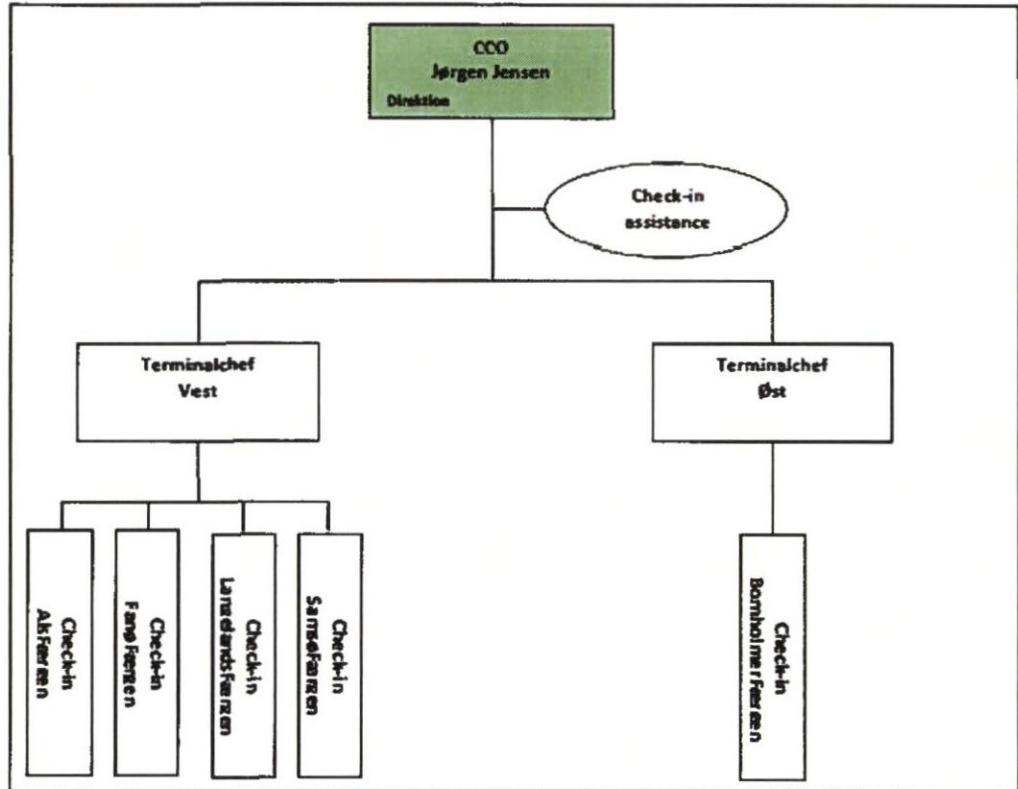 CCO
Jørgen Jensen
Direktion
Check-in
assistance
Terminalchef
Vest
Terminalchef
Øst
Check-in
AlsFærgen
Check-in
FanøFærgen
Check-in
LangelandsFærgen
Check-in
SamsøFærgen
Check-in
BornholmerFærgen